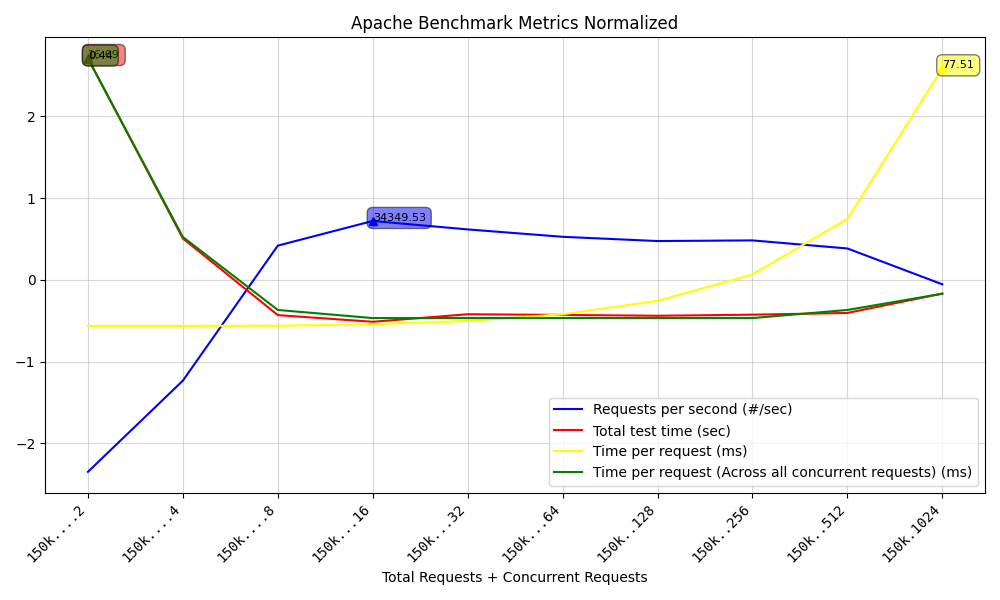 Apache Benchmark Metrics Normalized
0.44
77.51
34349.53
2
1
0
−1
−2
Requests per second (#/sec)
Total test time (sec)
Time per request (ms)
Time per request (Across all concurrent requests) (ms)
150k....2
150k....4
150k....8
150k...16
150k...32
150k...64
150k..128
150k..256
150k..512
150k.1024
Total Requests + Concurrent Requests